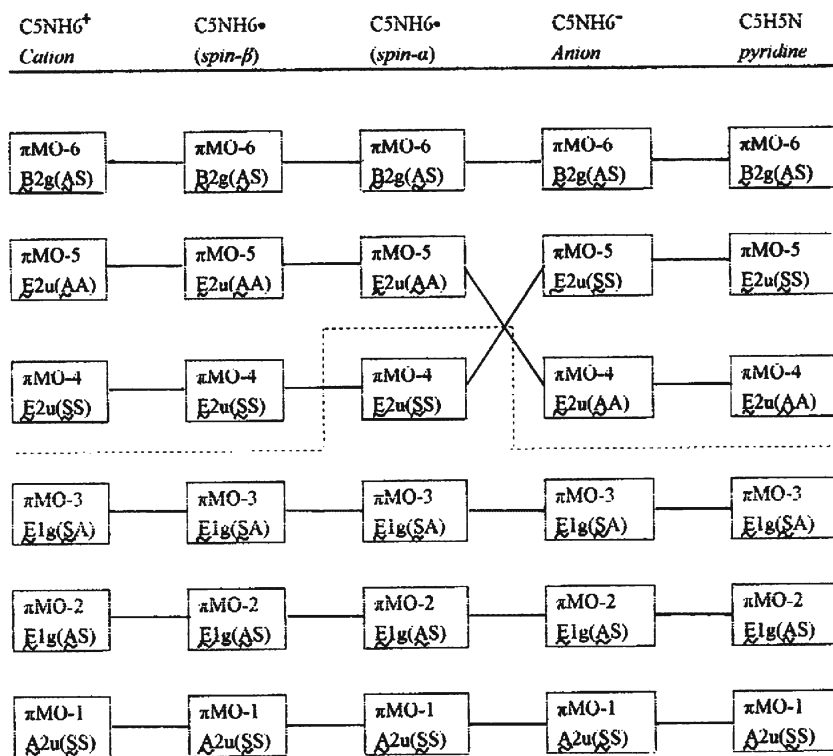 C5NH6⁺ C5NH6• C5NH6• C5NH6⁻ C5H5N
Cation (spin-β) (spin-α) Anion pyridine
πMO-6 πMO-6 πMO-6 πMO-6 πMO-6
B2g(AS) B2g(AS) B2g(AS) B2g(AS) B2g(AS)
πMO-5 πMO-5 πMO-5 πMO-5 πMO-5
E2u(AA) E2u(AA) E2u(AA) E2u(SS) E2u(SS)
πMO-4 πMO-4 πMO-4 πMO-4 πMO-4
E2u(SS) E2u(SS) E2u(SS) E2u(AA) E2u(AA)
πMO-3 πMO-3 πMO-3 πMO-3 πMO-3
E1g(SA) E1g(SA) E1g(SA) E1g(SA) E1g(SA)
πMO-2 πMO-2 πMO-2 πMO-2 πMO-2
E1g(AS) E1g(AS) E1g(AS) E1g(AS) E1g(AS)
πMO-1 πMO-1 πMO-1 πMO-1 πMO-1
A2u(SS) A2u(SS) A2u(SS) A2u(SS) A2u(SS)